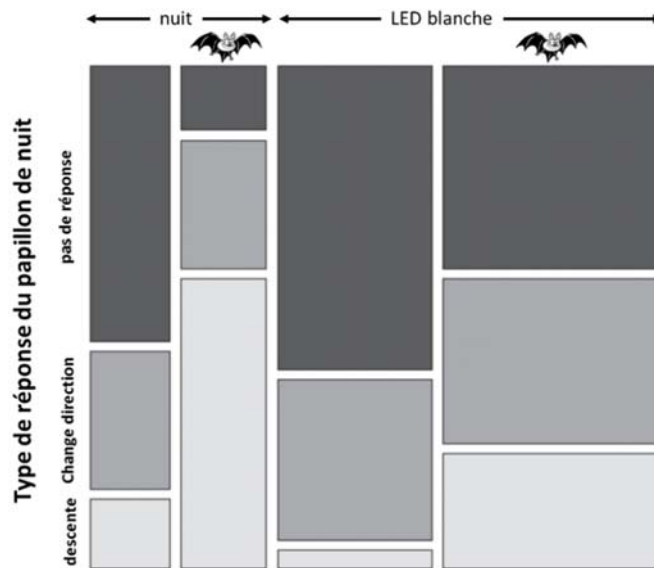 nuit
LED blanche
Type de réponse du papillon de nuit
pas de réponse
Change direction
descente